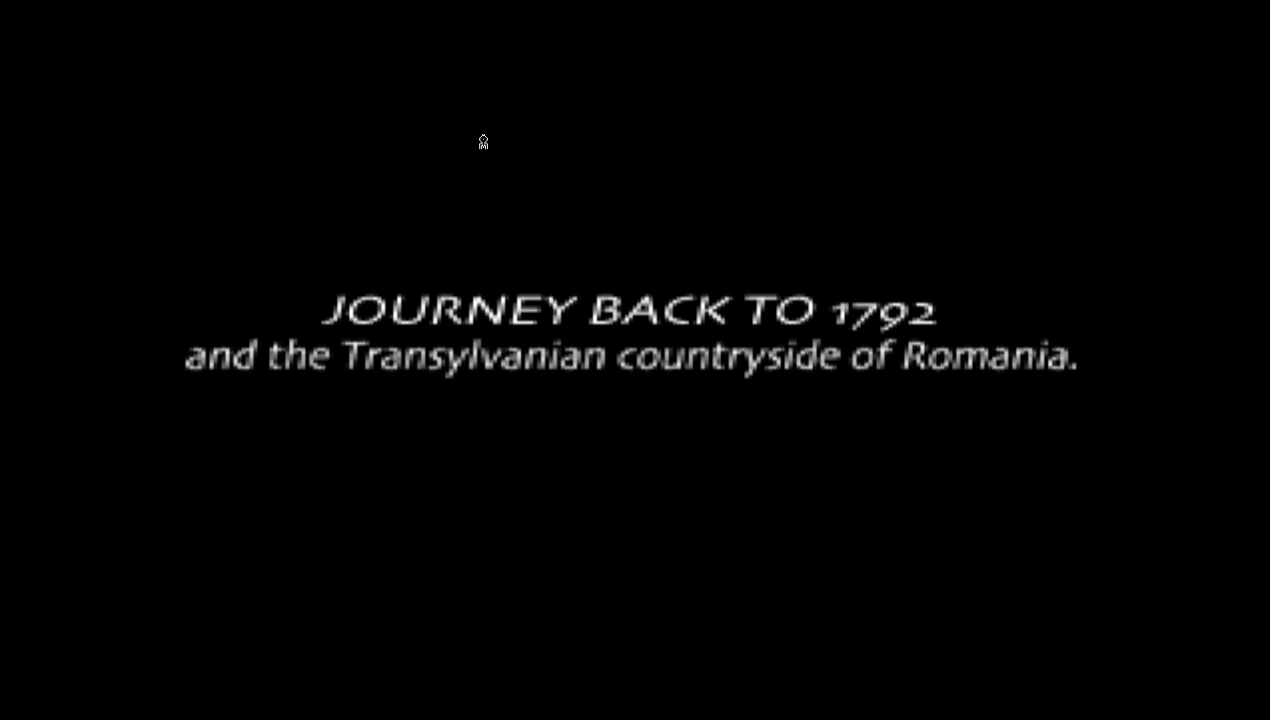 JOURNEY BACK TO 1792
and the Transylvanian countryside of Romania.